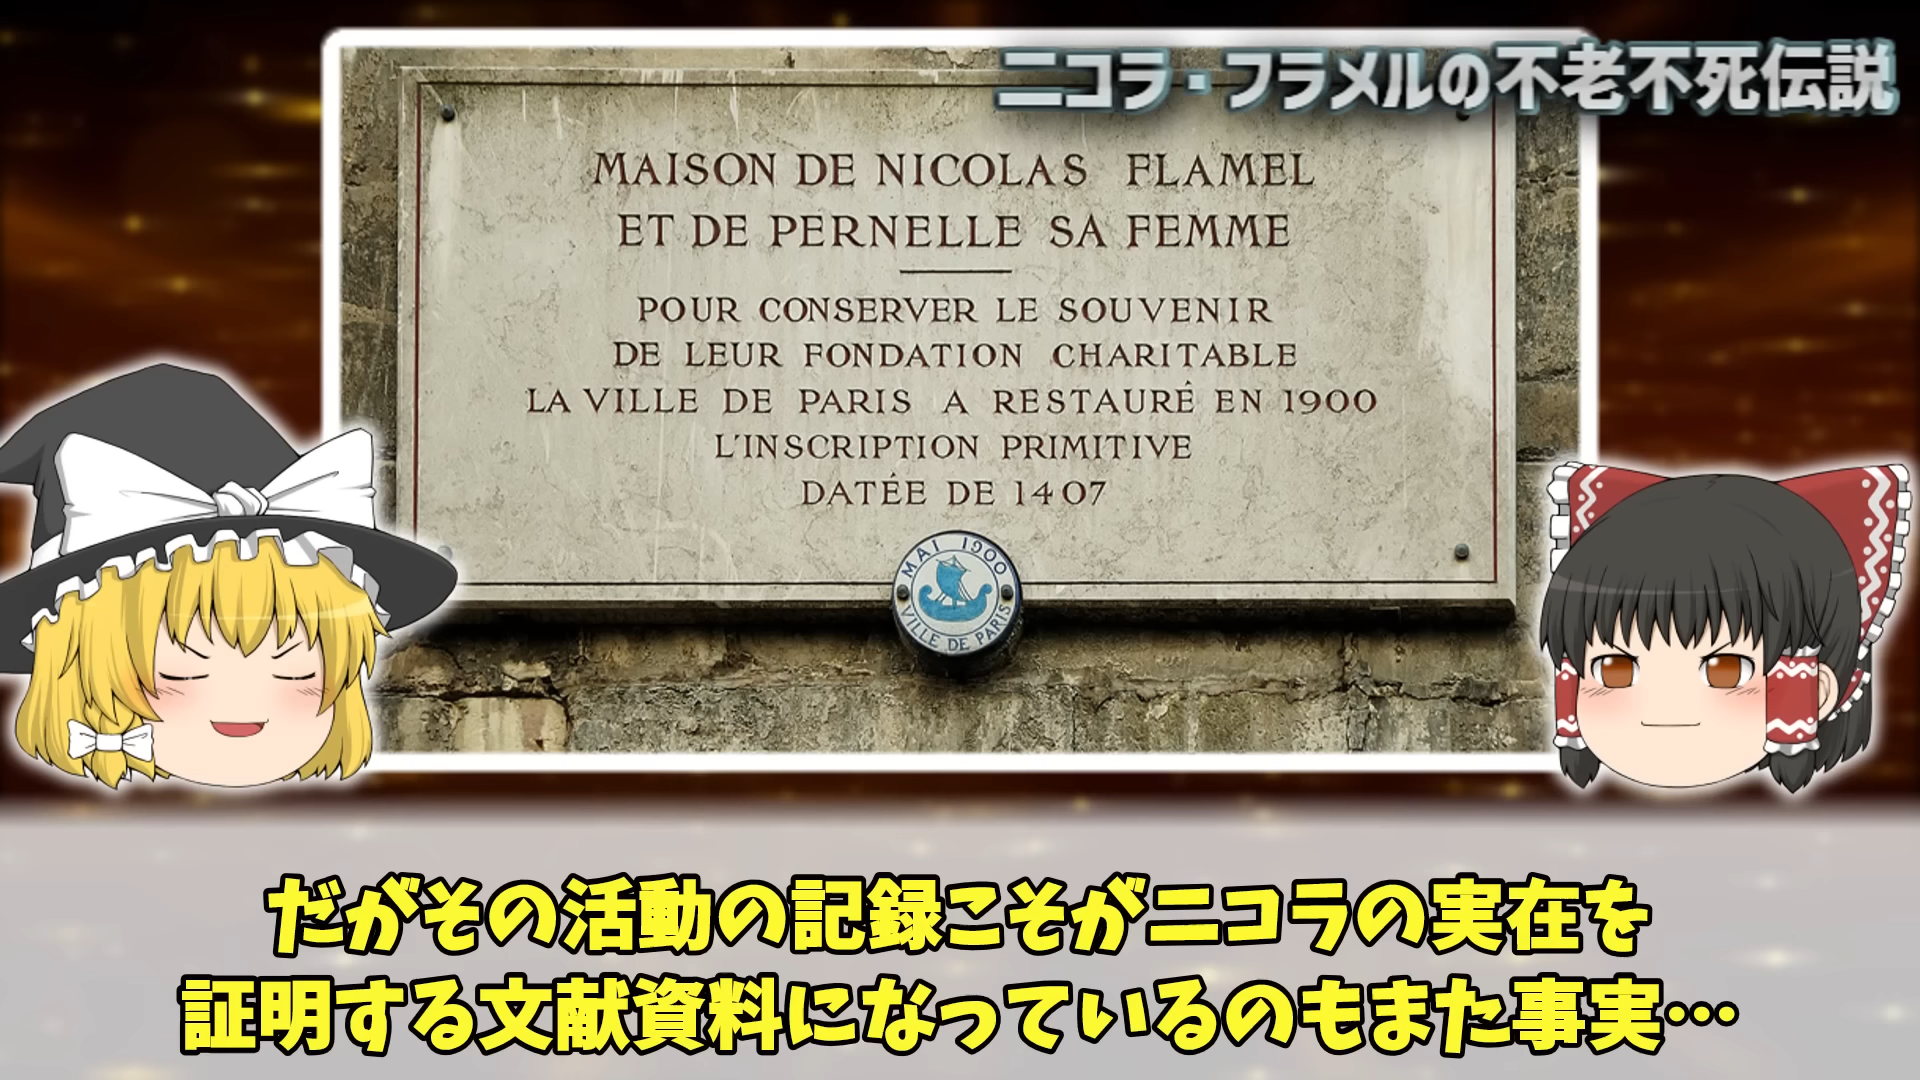 ニコラ・フラメルの不老不死伝説
MAISON DE NICOLAS FLAMEL
ET DE PERNELLE SA FEMME
POUR CONSERVER LE SOUVENIR
DE LEUR FONDATION CHARITABLE
LA VILLE DE PARIS A RESTAURÉ EN 1900
L'INSCRIPTION PRIMITIVE
DATÉE DE 1407
MAI 1900
VILLE DE PARIS
だがその活動の記録こそがニコラの実在を
証明する文献資料になっているのもまた事実…